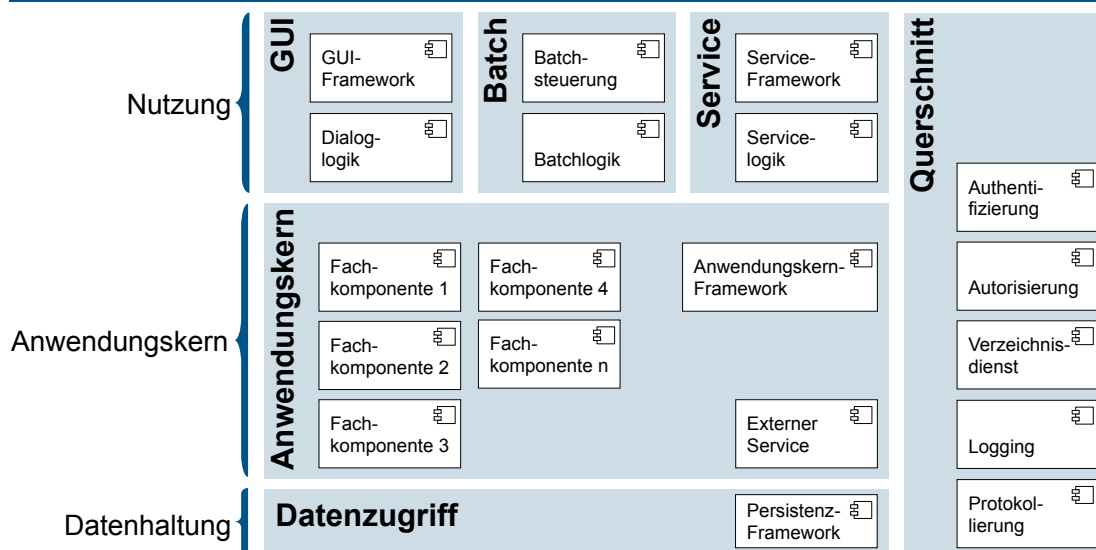 Nutzung
GUI
GUI-
Framework
Dialog-
logik
Batch
Batch-
steuerung
Batchlogik
Service
Service-
Framework
Service-
logik
Querschnitt
Authenti-
fizierung
Autorisierung
Verzeichnis-
dienst
Logging
Protokol-
lierung
Anwendungskern
Anwendungskern
Fach-
komponente 1
Fach-
komponente 2
Fach-
komponente 3
Fach-
komponente 4
Fach-
komponente n
Anwendungskern-
Framework
Externer
Service
Datenhaltung
Datenzugriff
Persistenz-
Framework